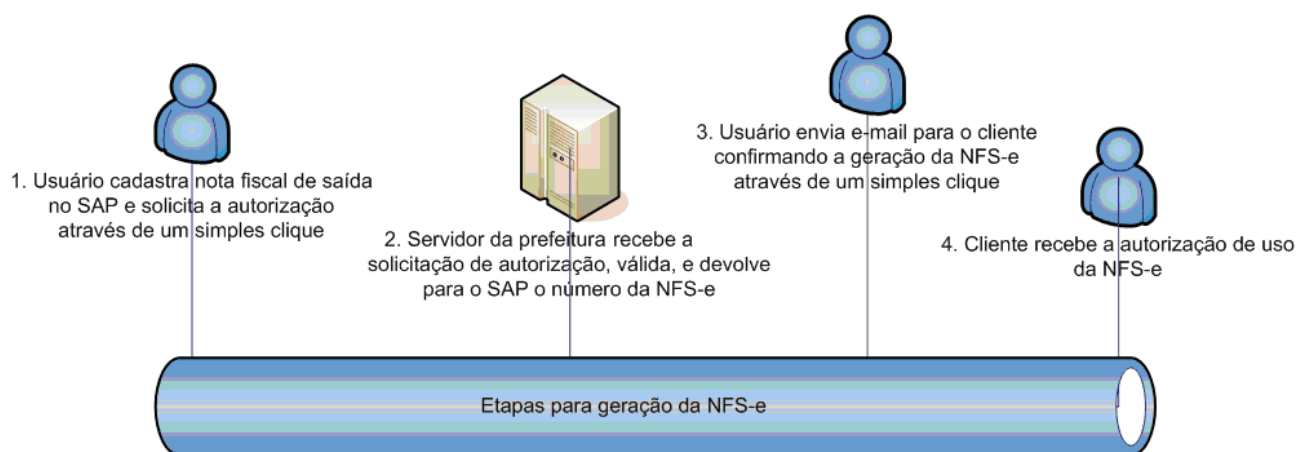 1. Usuário cadastra nota fiscal de saída
no SAP e solicita a autorização
através de um simples clique
2. Servidor da prefeitura recebe a
solicitação de autorização, válida, e devolve
para o SAP o número da NFS-e
3. Usuário envia e-mail para o cliente
confirmando a geração da NFS-e
através de um simples clique
4. Cliente recebe a autorização de uso
da NFS-e
Etapas para geração da NFS-e